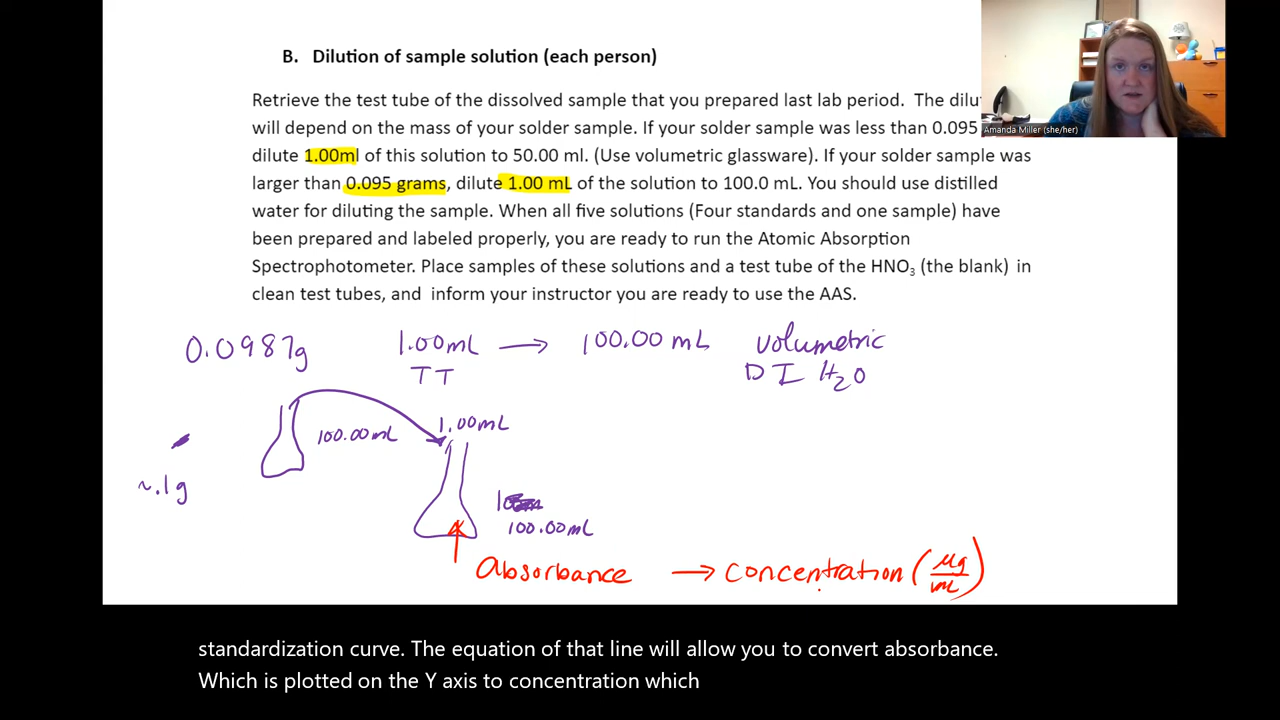 B. Dilution of sample solution (each person)
Retrieve the test tube of the dissolved sample that you prepared last lab period. The dilut
will depend on the mass of your solder sample. If your solder sample was less than 0.095
Amanda Miller (she/her)
dilute 1.00ml of this solution to 50.00 ml. (Use volumetric glassware). If your solder sample was
larger than 0.095 grams, dilute 1.00 mL of the solution to 100.0 mL. You should use distilled
water for diluting the sample. When all five solutions (Four standards and one sample) have
been prepared and labeled properly, you are ready to run the Atomic Absorption
Spectrophotometer. Place samples of these solutions and a test tube of the HNO₃ (the blank) in
clean test tubes, and inform your instructor you are ready to use the AAS.
0.0987g 1.00mL → 100.00 mL volumetric
TT DI H₂O
100.00mL 1.00mL
~.1g
100.00mL
Absorbance → concentration (μg/mL)
standardization curve. The equation of that line will allow you to convert absorbance.
Which is plotted on the Y axis to concentration which